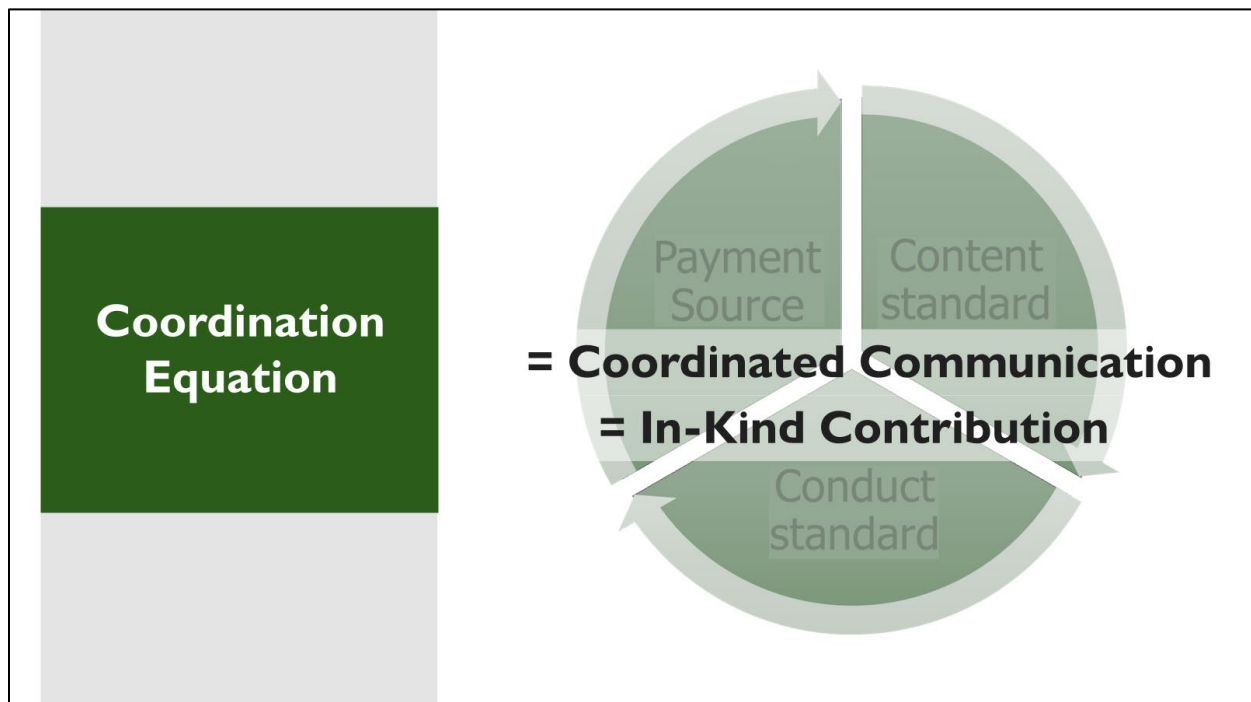 Coordination
Equation
Payment
Source
Content
standard
= Coordinated Communication
= In-Kind Contribution
Conduct
standard